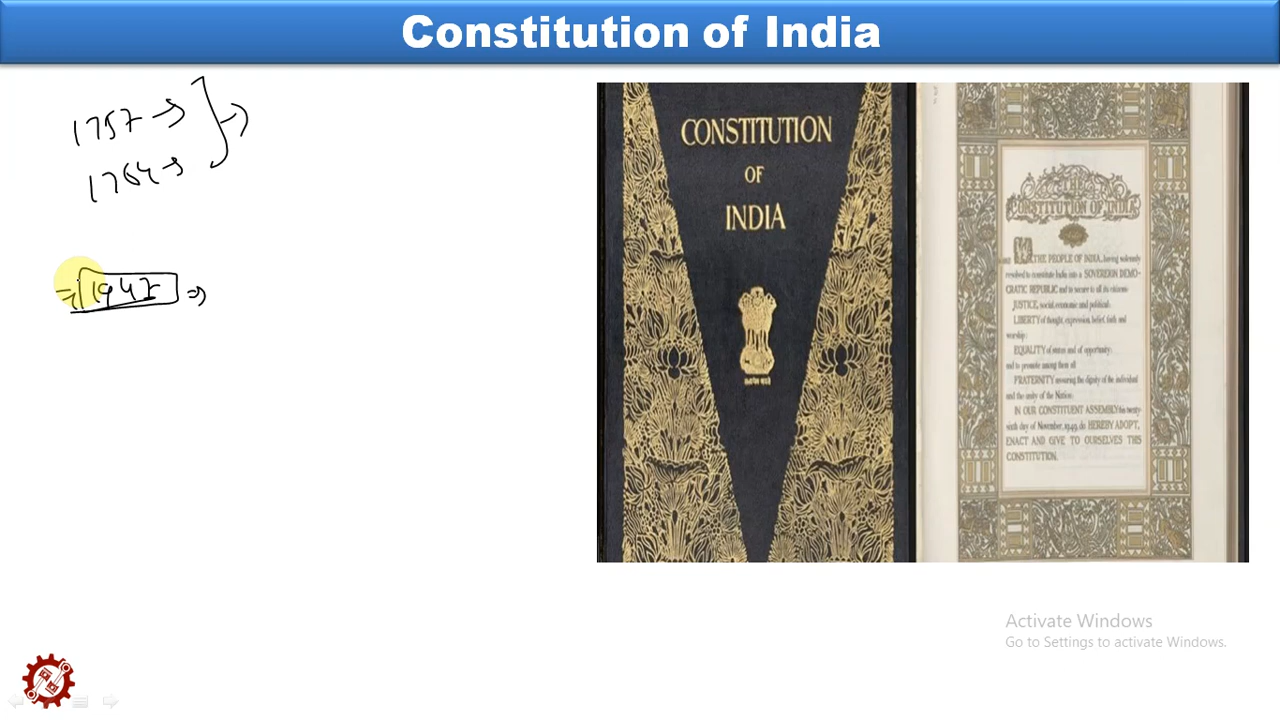 Constitution of India
1757 →
1764 →
1947 ⇒
CONSTITUTION
OF
INDIA
सत्यमेव जयते
THE
CONSTITUTION OF INDIA
WE, THE PEOPLE OF INDIA, having solemnly
resolved to constitute India into a SOVEREIGN DEMO-
CRATIC REPUBLIC and to secure to all its citizens:
JUSTICE, social, economic and political;
LIBERTY of thought, expression, belief, faith and
worship;
EQUALITY of status and of opportunity;
and to promote among them all
FRATERNITY assuring the dignity of the individual
and the unity of the Nation;
IN OUR CONSTITUENT ASSEMBLY this twenty-
sixth day of November, 1949, do HEREBY ADOPT,
ENACT AND GIVE TO OURSELVES THIS
CONSTITUTION.
Activate Windows
Go to Settings to activate Windows.